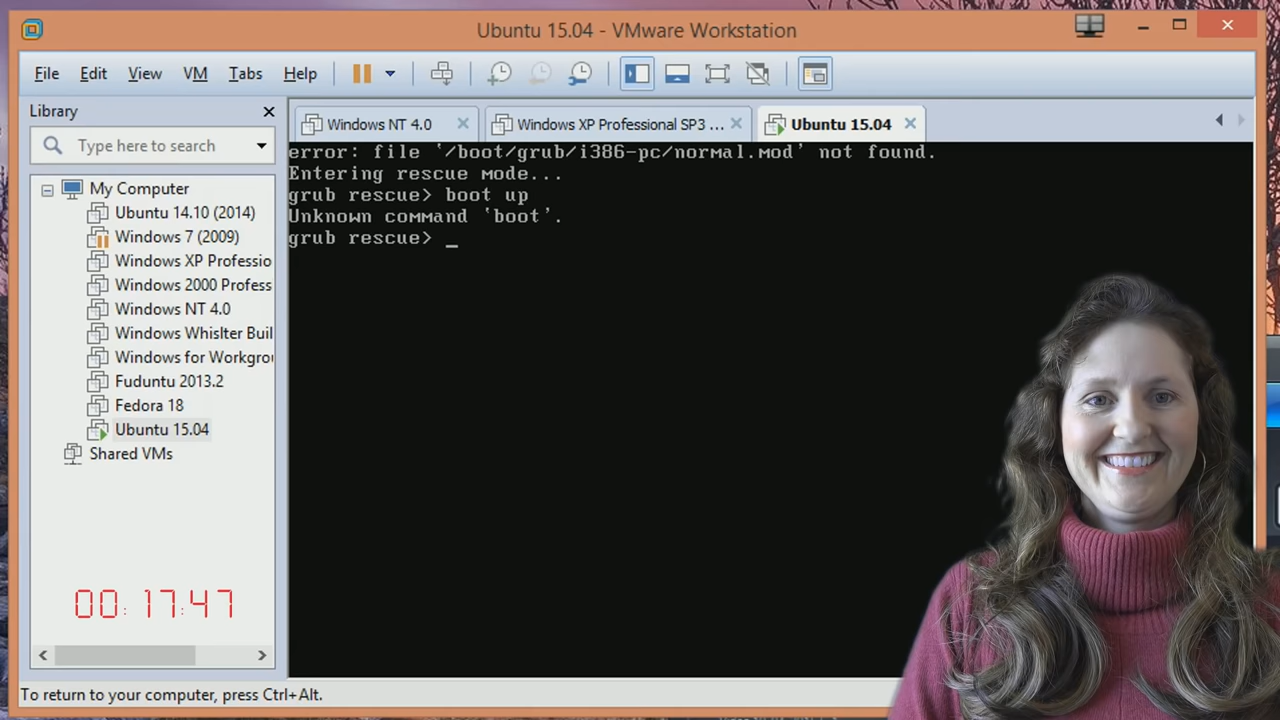 Ubuntu 15.04 - VMware Workstation
File Edit View VM Tabs Help
Library
Type here to search
My Computer
Ubuntu 14.10 (2014)
Windows 7 (2009)
Windows XP Professio
Windows 2000 Profess
Windows NT 4.0
Windows Whislter Buil
Windows for Workgrou
Fuduntu 2013.2
Fedora 18
Ubuntu 15.04
Shared VMs
00:17:47
Windows NT 4.0 Windows XP Professional SP3 ... Ubuntu 15.04
error: file '/boot/grub/i386-pc/normal.mod' not found.
Entering rescue mode...
grub rescue> boot up
Unknown command 'boot'.
grub rescue> _
To return to your computer, press Ctrl+Alt.